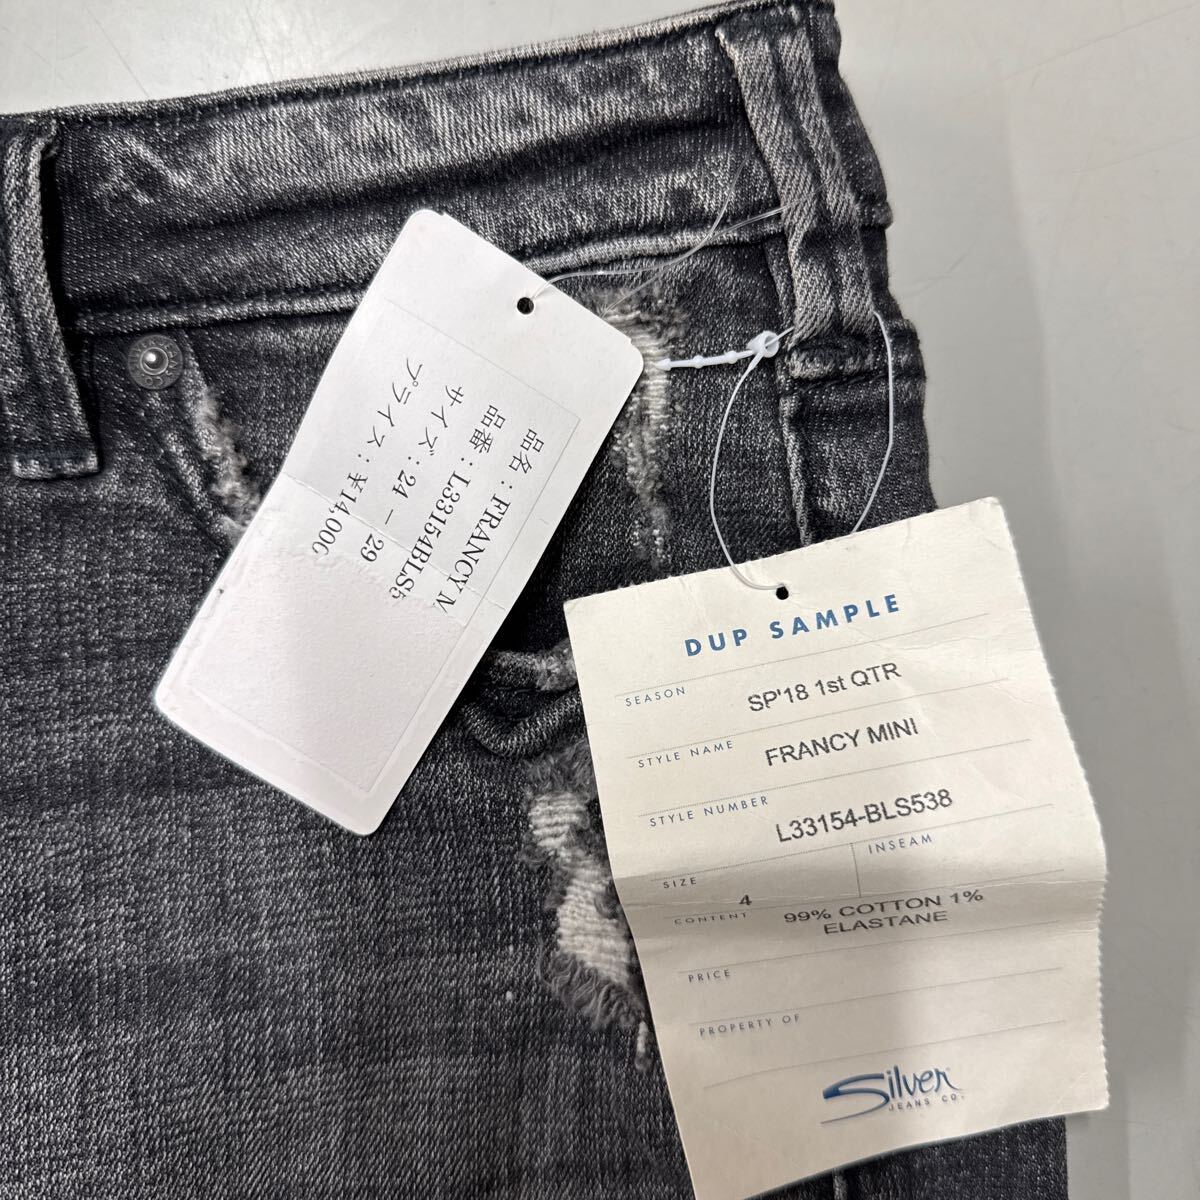 品名：FRANCY M
品番：L33154BLS5
サイズ：24 － 29
プライス：￥14,000
DUP SAMPLE
SEASON SP'18 1st QTR
STYLE NAME FRANCY MINI
STYLE NUMBER L33154-BLS538
SIZE 4 INSEAM
CONTENT 99% COTTON 1% ELASTANE
PRICE
PROPERTY OF
Silver
JEANS CO.